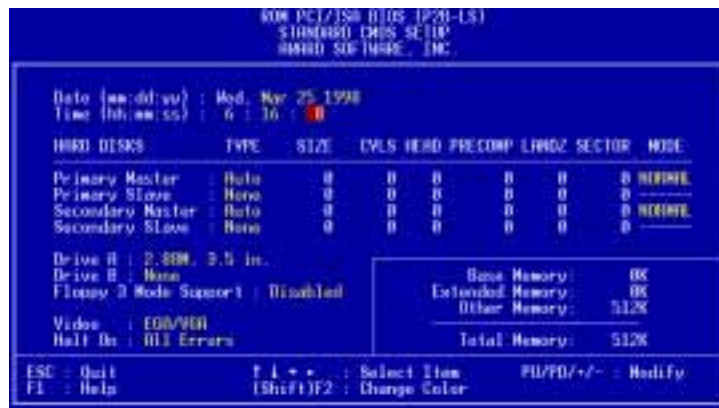 ROM PCI/ISA BIOS (P2B-LS)
STANDARD CMOS SETUP
AWARD SOFTWARE, INC.
Date (mm:dd:yy) : Wed, Mar 25 1998
Time (hh:mm:ss) : 6 : 16 : 0
HARD DISKS TYPE SIZE CYLS HEAD PRECOMP LANDZ SECTOR MODE
Primary Master : Auto 0 0 0 0 0 0 NORMAL
Primary Slave : None 0 0 0 0 0 0 ------
Secondary Master : Auto 0 0 0 0 0 0 NORMAL
Secondary Slave : None 0 0 0 0 0 0 ------
Drive A : 2.88M, 3.5 in.
Drive B : None
Floppy 3 Mode Support : Disabled
Video : EGA/VGA
Halt On : All Errors
Base Memory: 0K
Extended Memory: 0K
Other Memory: 512K
Total Memory: 512K
ESC : Quit ↑ ↓ → ← : Select Item PU/PD/+/- : Modify
F1 : Help (Shift)F2 : Change Color